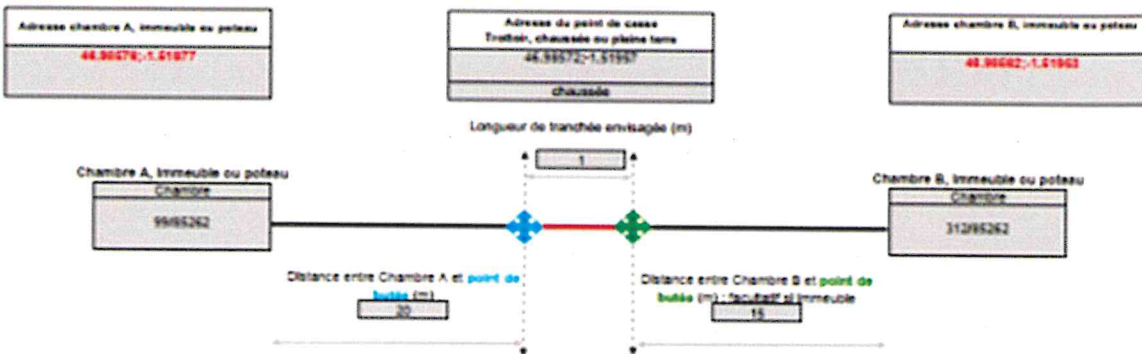 Adresse chambre A, immeuble ou poteau
Adresse du point de casse
Trottoir, chaussée ou pleine terre
46.98572;-1.51957
chaussée
Adresse chambre B, immeuble ou poteau
Longueur de tranchée envisagée (m)
1
Chambre A, Immeuble ou poteau
Chambre
99/85262
Chambre B, Immeuble ou poteau
Chambre
312/85262
Distance entre Chambre A et point de
butée (m)
20
Distance entre Chambre B et point de
butée (m) : facultatif si Immeuble
15